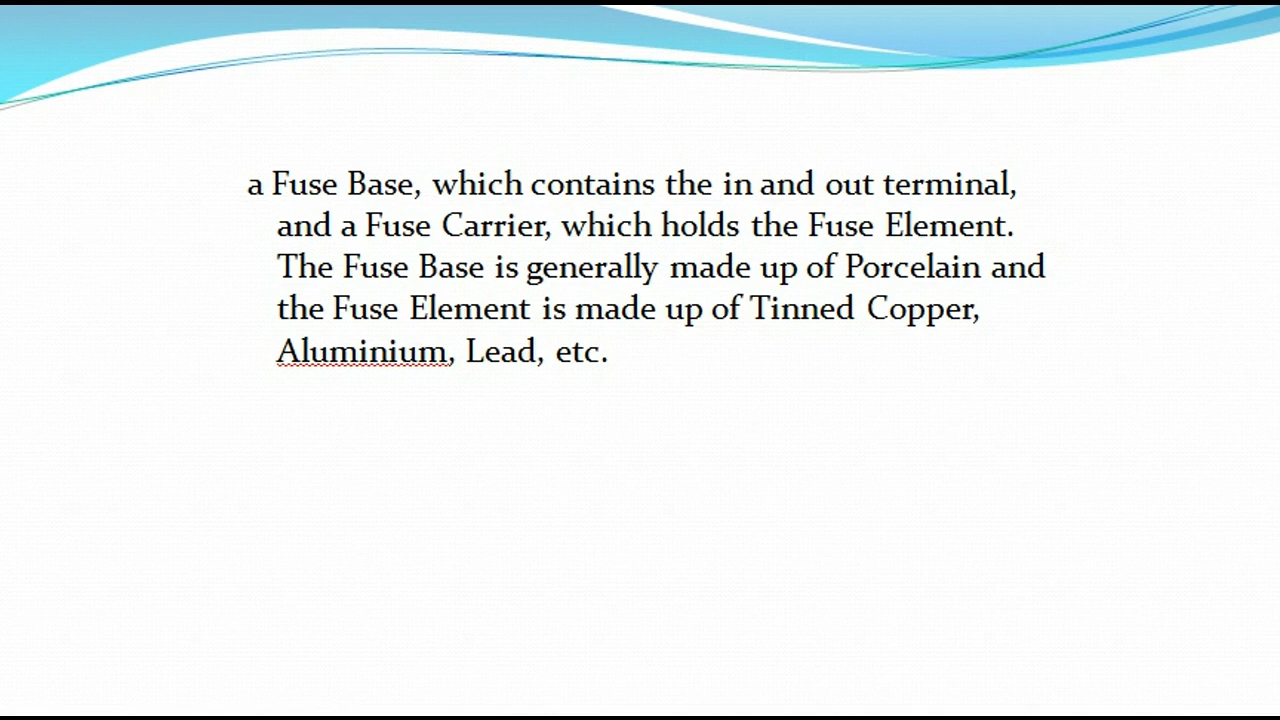 a Fuse Base, which contains the in and out terminal,
and a Fuse Carrier, which holds the Fuse Element.
The Fuse Base is generally made up of Porcelain and
the Fuse Element is made up of Tinned Copper,
Aluminium, Lead, etc.